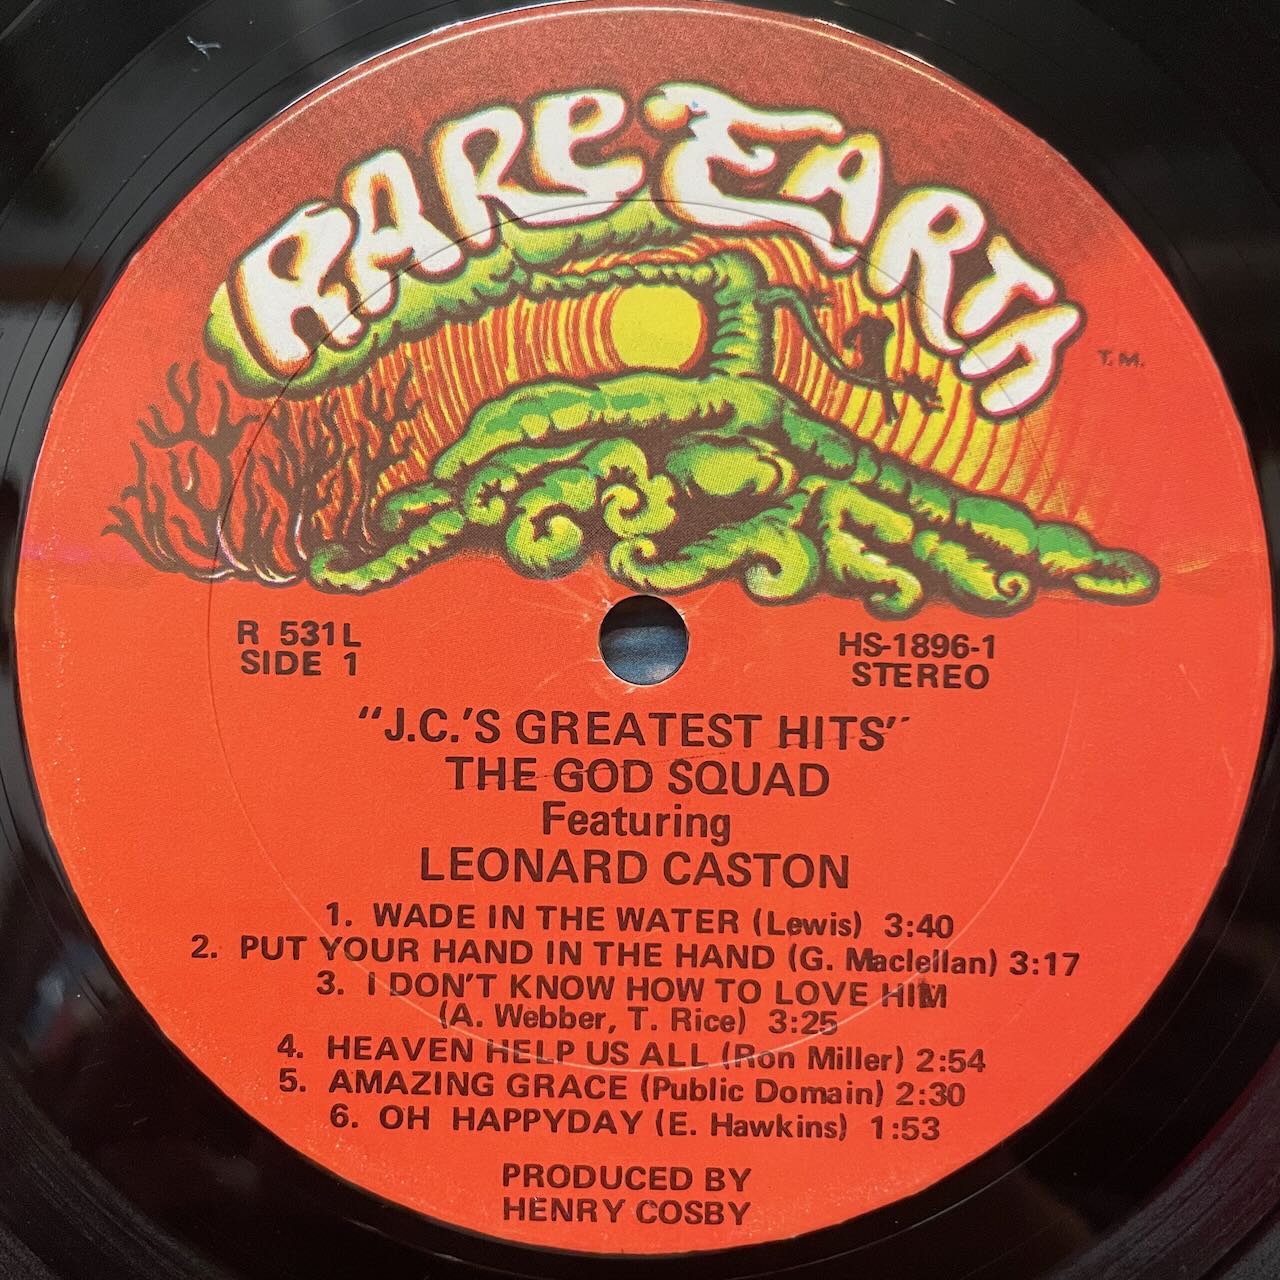 RARE EARTH
T.M.
R 531L
SIDE 1
HS-1896-1
STEREO
"J.C.'S GREATEST HITS"
THE GOD SQUAD
Featuring
LEONARD CASTON
1. WADE IN THE WATER (Lewis) 3:40
2. PUT YOUR HAND IN THE HAND (G. Maclellan) 3:17
3. I DON'T KNOW HOW TO LOVE HIM
(A. Webber, T. Rice) 3:25
4. HEAVEN HELP US ALL (Ron Miller) 2:54
5. AMAZING GRACE (Public Domain) 2:30
6. OH HAPPYDAY (E. Hawkins) 1:53
PRODUCED BY
HENRY COSBY